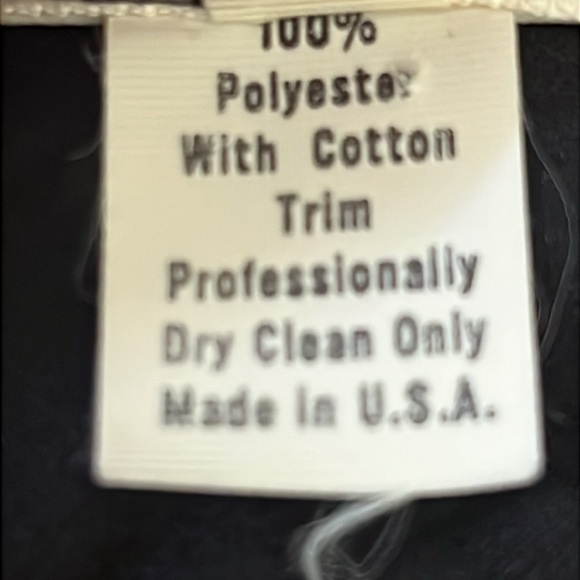 100%
Polyester
With Cotton
Trim
Professionally
Dry Clean Only
Made in U.S.A.